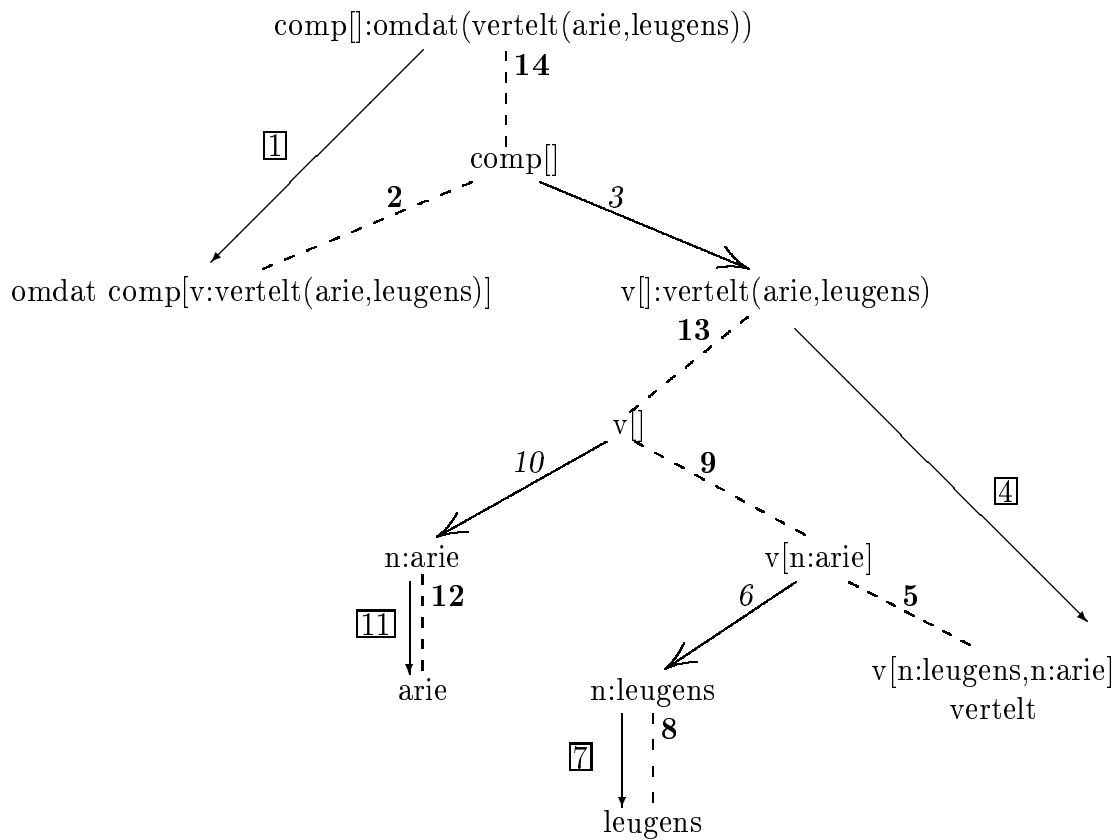 comp[]:omdat(vertelt(arie,leugens))
14
1
comp[]
2
3
omdat comp[v:vertelt(arie,leugens)]
v[]:vertelt(arie,leugens)
13
v[]
10
9
4
n:arie
v[n:arie]
12
6
5
11
arie
n:leugens
v[n:leugens,n:arie]
vertelt
8
7
leugens